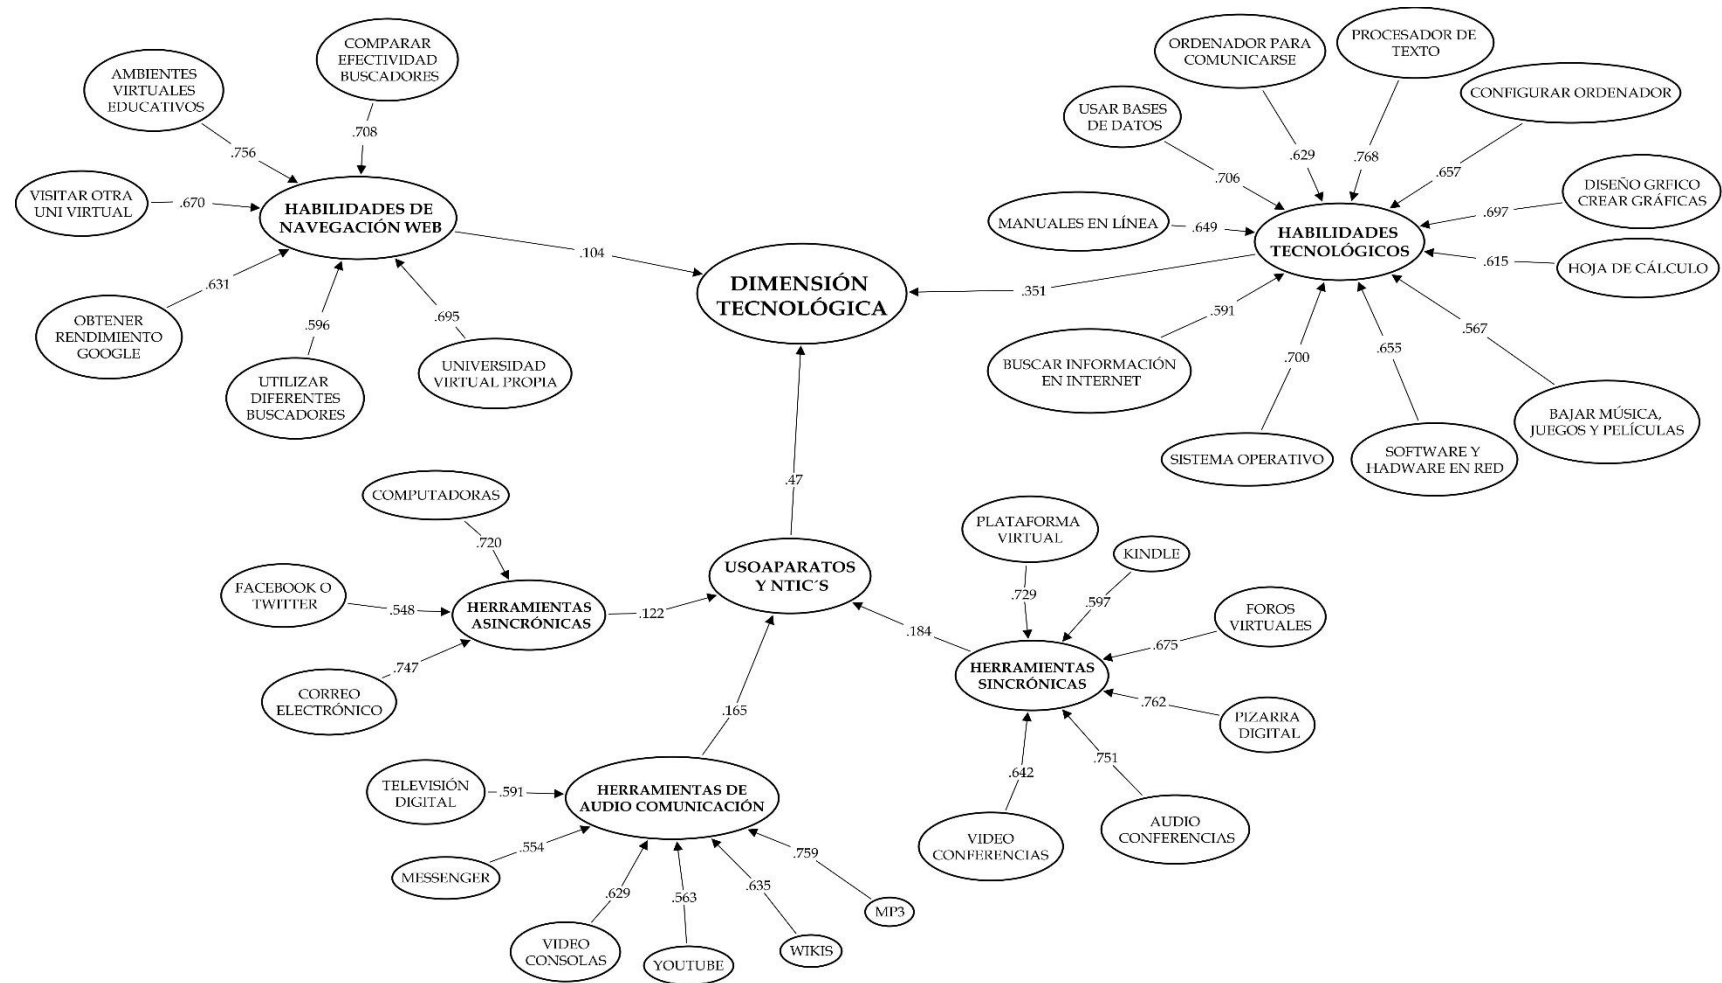 COMPARAR
EFECTIVIDAD
BUSCADORES
AMBIENTES
VIRTUALES
EDUCATIVOS
.708
.756
VISITAR OTRA
UNI VIRTUAL
.670
HABILIDADES DE
NAVEGACIÓN WEB
.104
.631
OBTENER
RENDIMIENTO
GOOGLE
.596
.695
UTILIZAR
DIFERENTES
BUSCADORES
UNIVERSIDAD
VIRTUAL PROPIA
DIMENSIÓN
TECNOLÓGICA
ORDENADOR PARA
COMUNICARSE
PROCESADOR DE
TEXTO
CONFIGURAR ORDENADOR
USAR BASES
DE DATOS
.629
.768
.657
.706
DISEÑO GRFICO
CREAR GRÁFICAS
.697
MANUALES EN LÍNEA
.649
HABILIDADES
TECNOLÓGICOS
.615
HOJA DE CÁLCULO
.351
.591
BUSCAR INFORMACIÓN
EN INTERNET
.700
.655
.567
SISTEMA OPERATIVO
SOFTWARE Y
HADWARE EN RED
BAJAR MÚSICA,
JUEGOS Y PELÍCULAS
.47
COMPUTADORAS
.720
FACEBOOK O
TWITTER
.548
HERRAMIENTAS
ASINCRÓNICAS
.122
.747
CORREO
ELECTRÓNICO
USOAPARATOS
Y NTIC´S
.184
PLATAFORMA
VIRTUAL
KINDLE
.729
.597
FOROS
VIRTUALES
.675
HERRAMIENTAS
SINCRÓNICAS
.762
PIZARRA
DIGITAL
.642
.751
VIDEO
CONFERENCIAS
AUDIO
CONFERENCIAS
.165
TELEVISIÓN
DIGITAL
.591
HERRAMIENTAS DE
AUDIO COMUNICACIÓN
.554
MESSENGER
.629
.563
.635
.759
VIDEO
CONSOLAS
YOUTUBE
WIKIS
MP3